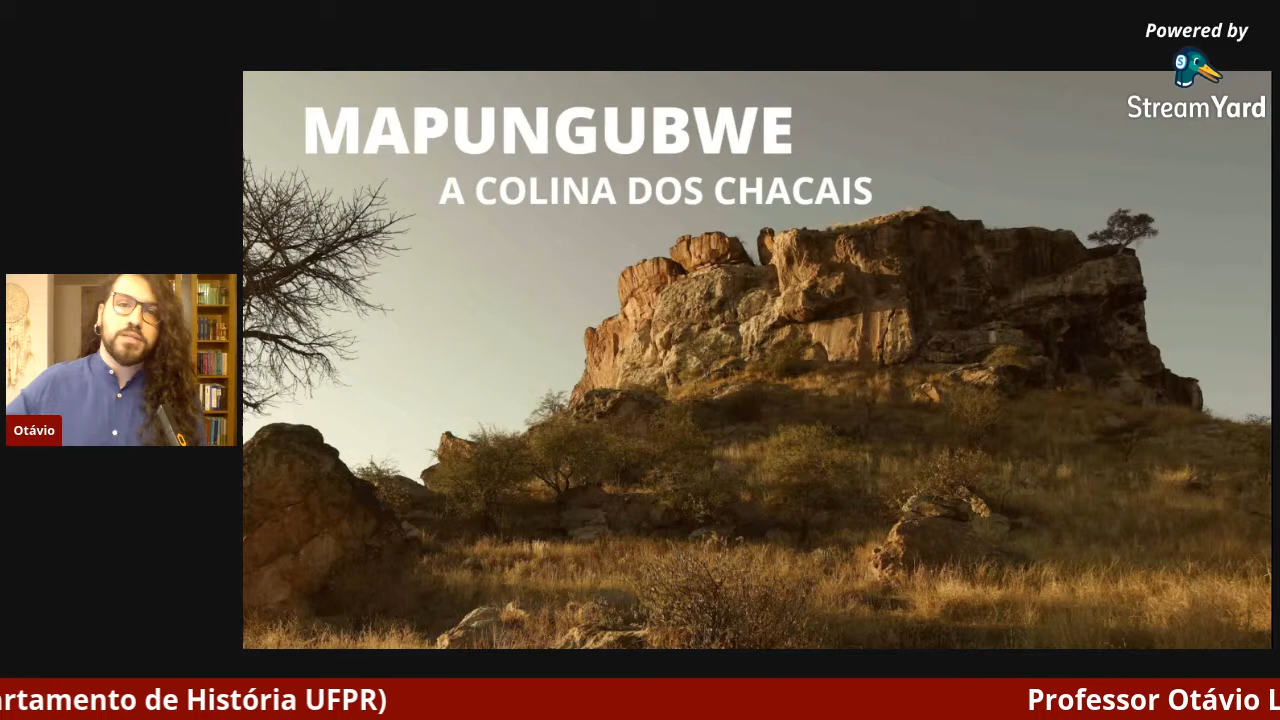 Powered by
StreamYard
MAPUNGUBWE
A COLINA DOS CHACAIS
Otávio
artamento de História UFPR)
Professor Otávio L